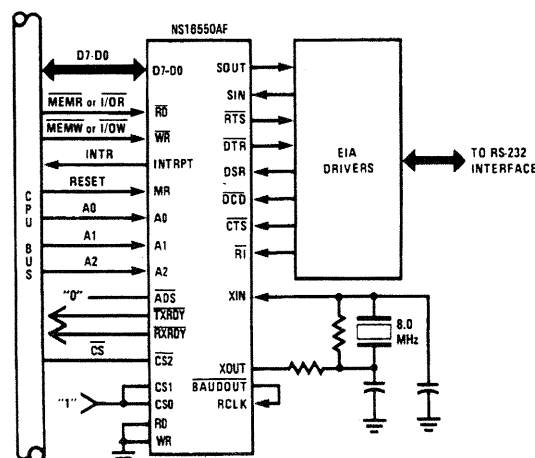 NS16550AF
D7-D0
D7-D0
SOUT
SIN
MEMR or I/OR
RD
RTS
MEMW or I/OW
WR
DTR
INTR
INTRPT
DSR
RESET
MR
DCD
A0
A0
CTS
A1
A1
RI
A2
A2
EIA
DRIVERS
TO RS-232
INTERFACE
CPU BUS
"0"
ADS
XIN
TXRDY
RXRDY
8.0
MHz
CS
CS2
XOUT
CS1
BAUDOUT
"1"
CS0
RCLK
RD
WR